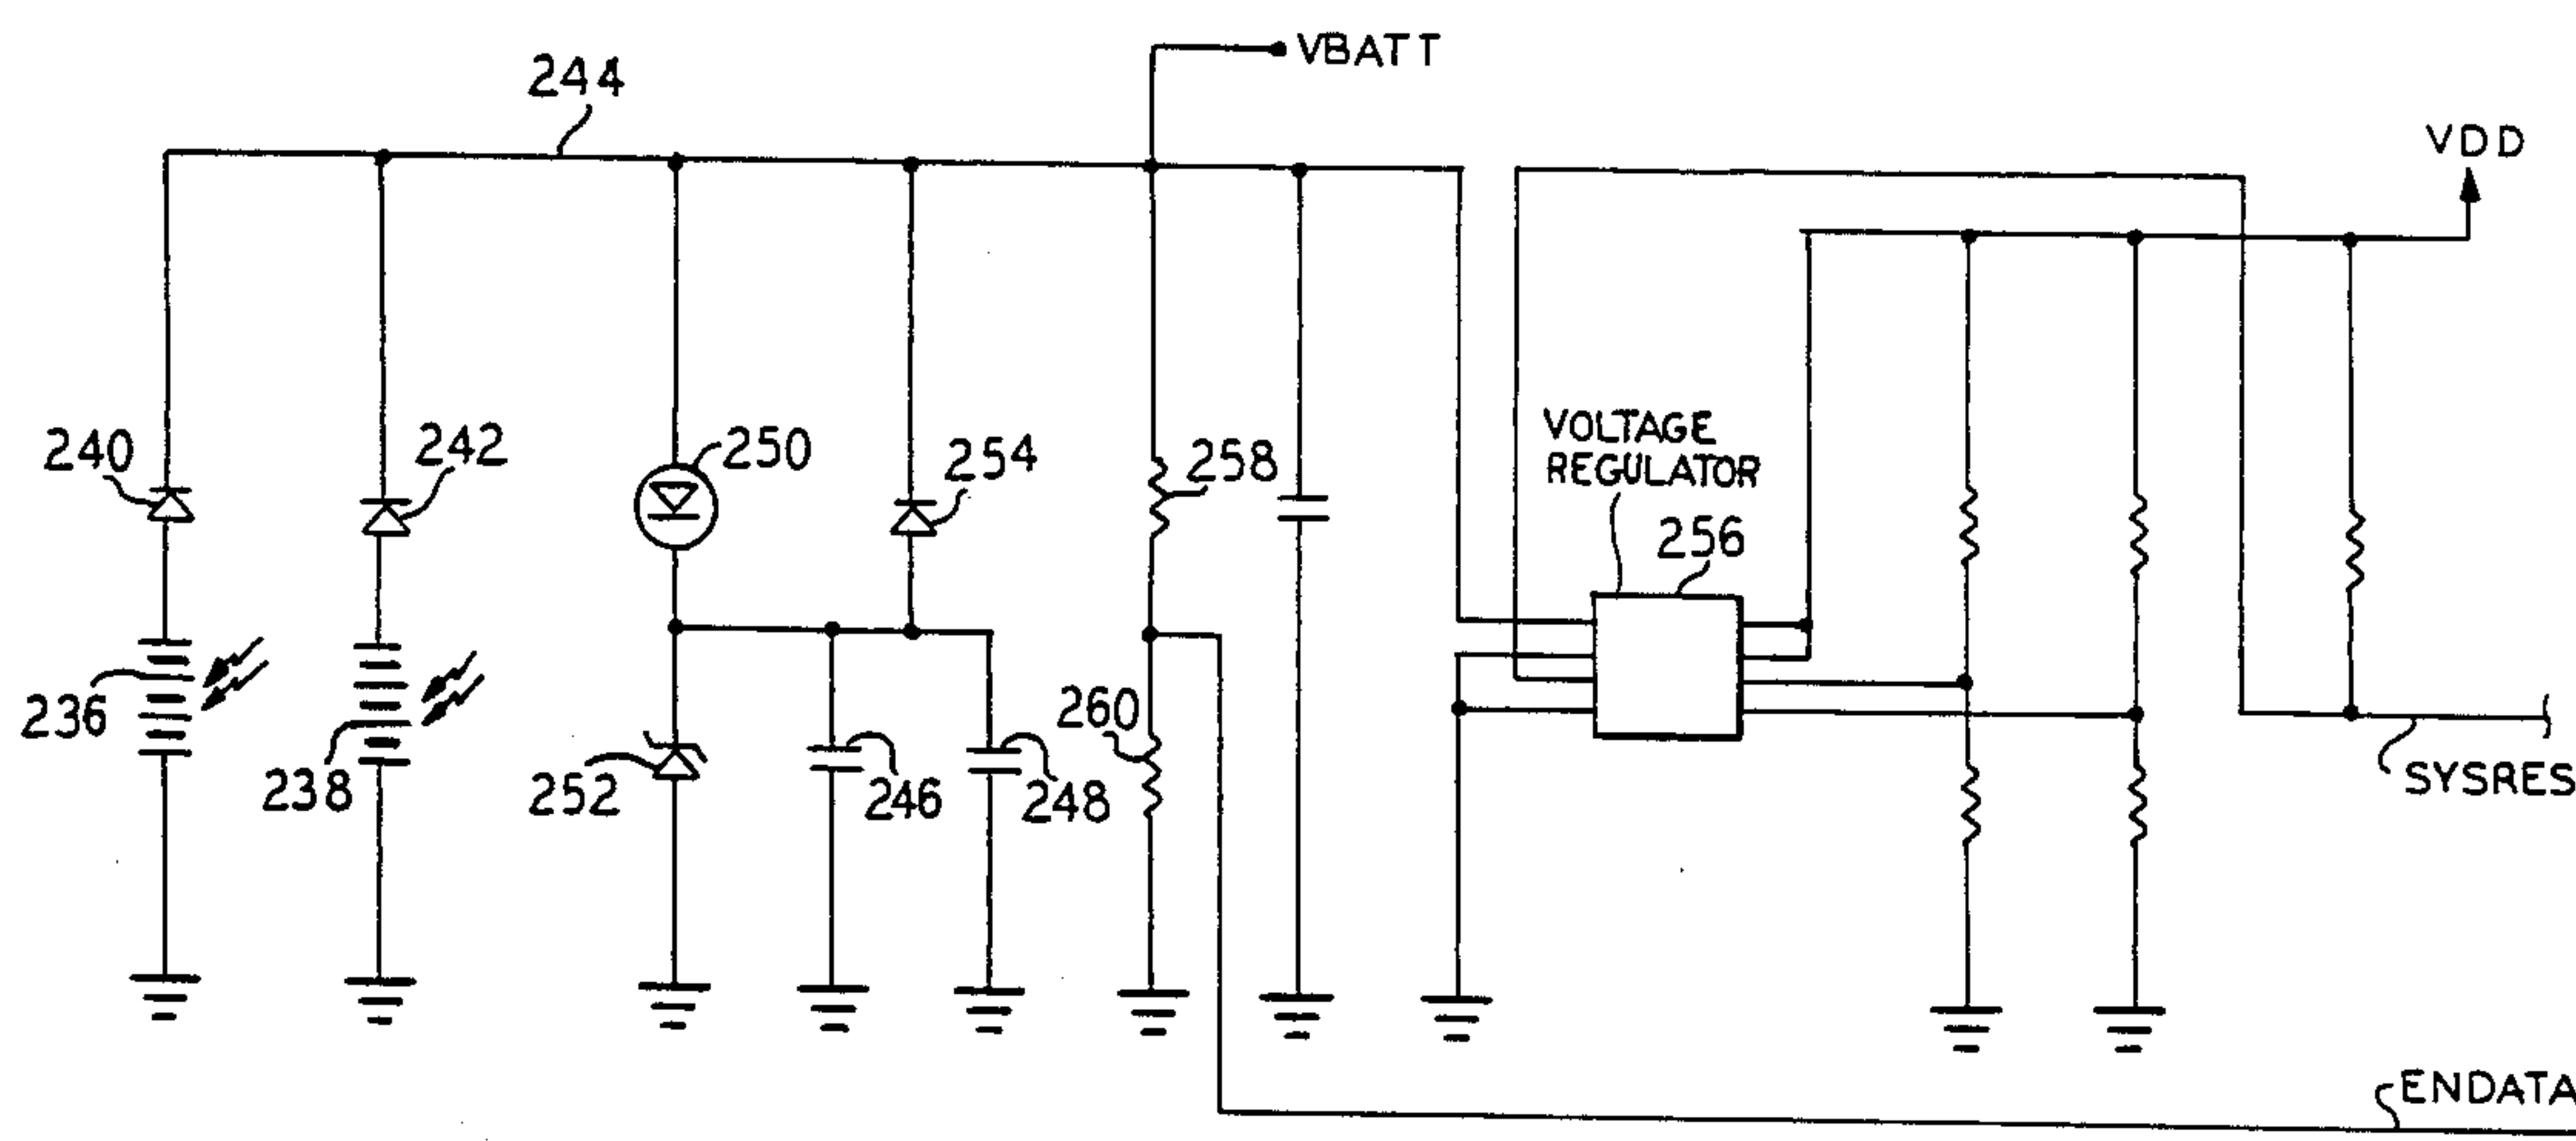 VBATT
244
VDD
240
242
250
254
258
VOLTAGE
REGULATOR
256
236
238
252
246
248
260
SYSRES
ENDATA